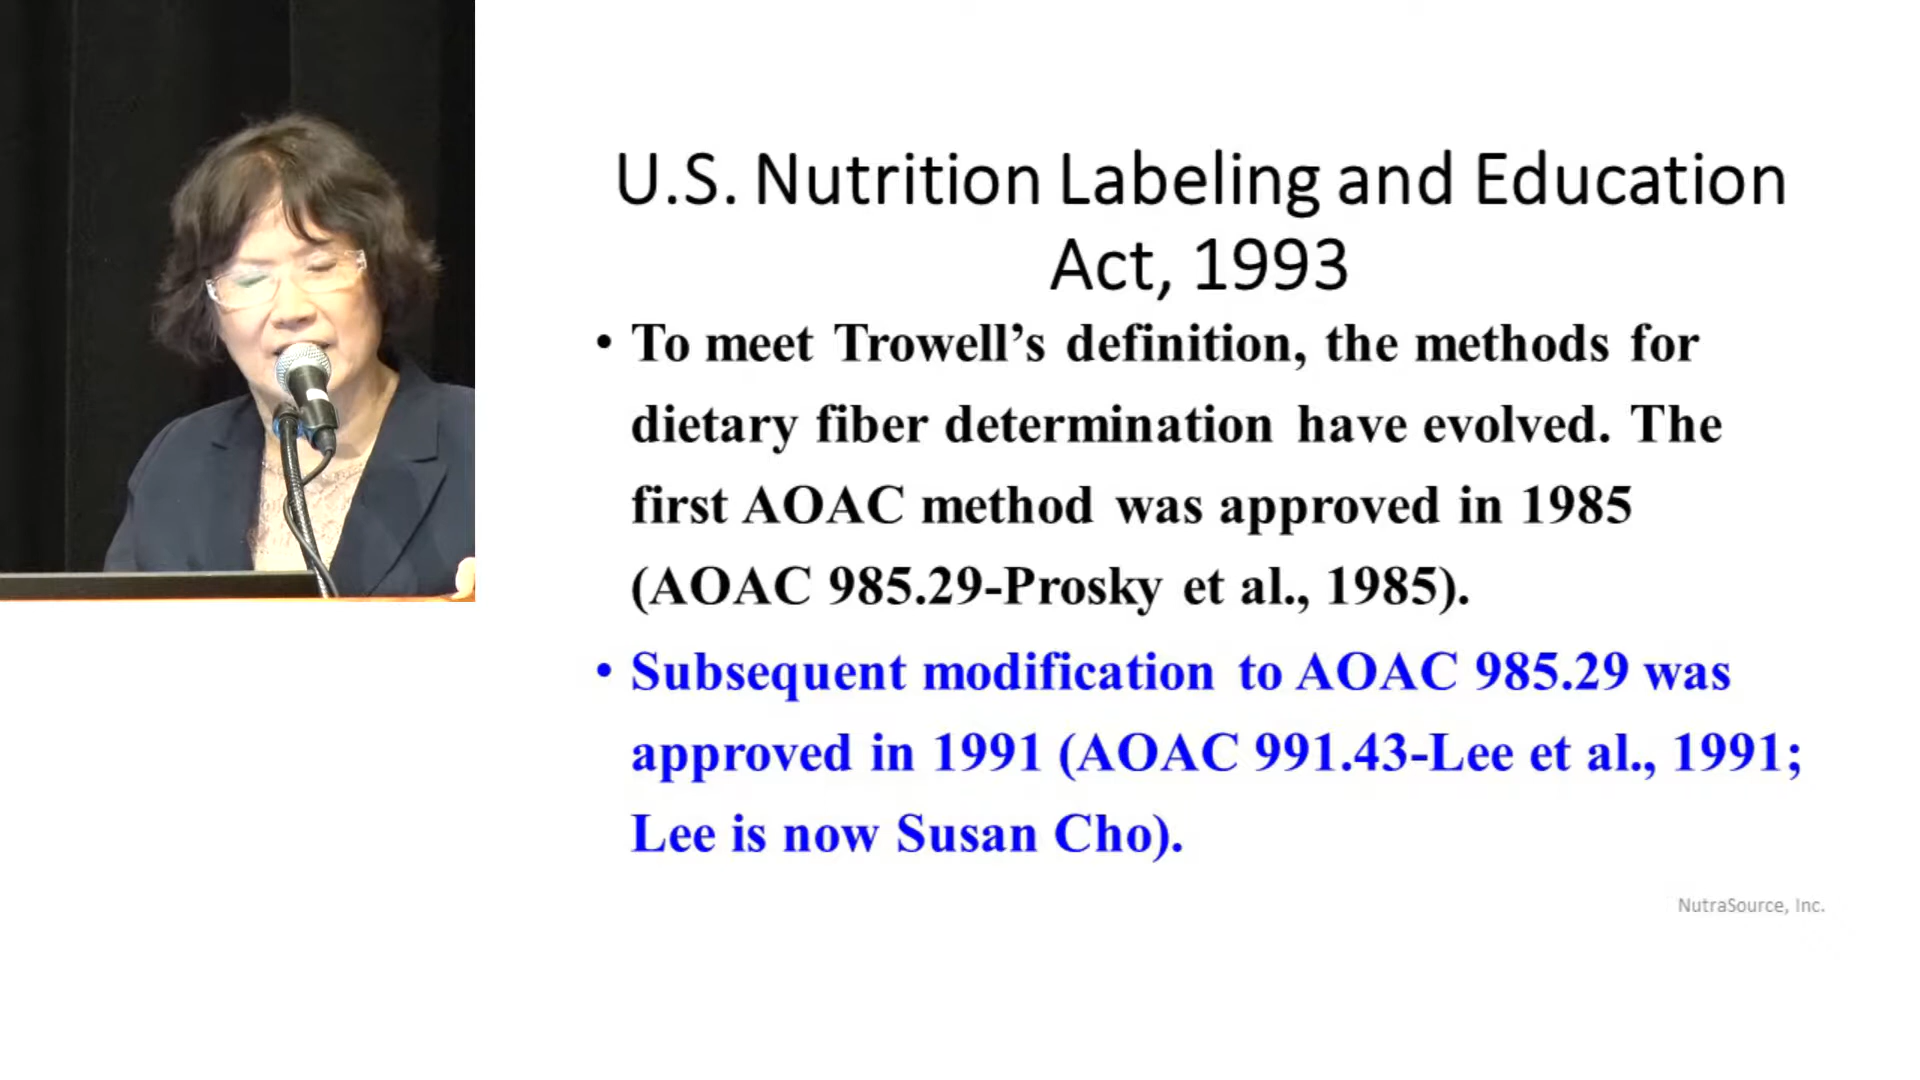 U.S. Nutrition Labeling and Education
Act, 1993
• To meet Trowell’s definition, the methods for
dietary fiber determination have evolved. The
first AOAC method was approved in 1985
(AOAC 985.29-Prosky et al., 1985).
• Subsequent modification to AOAC 985.29 was
approved in 1991 (AOAC 991.43-Lee et al., 1991;
Lee is now Susan Cho).
NutraSource, Inc.